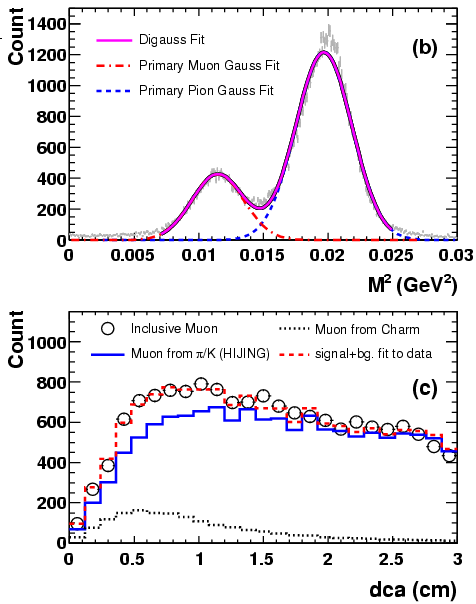 Count
1400
1200
1000
800
600
400
200
0
Digauss Fit
Primary Muon Gauss Fit
Primary Pion Gauss Fit
(b)
0 0.005 0.01 0.015 0.02 0.025 0.03
M² (GeV²)
Count
1000
800
600
400
200
0
Inclusive Muon
Muon from Charm
Muon from π/K (HIJING)
signal+bg. fit to data
(c)
0 0.5 1 1.5 2 2.5 3
dca (cm)